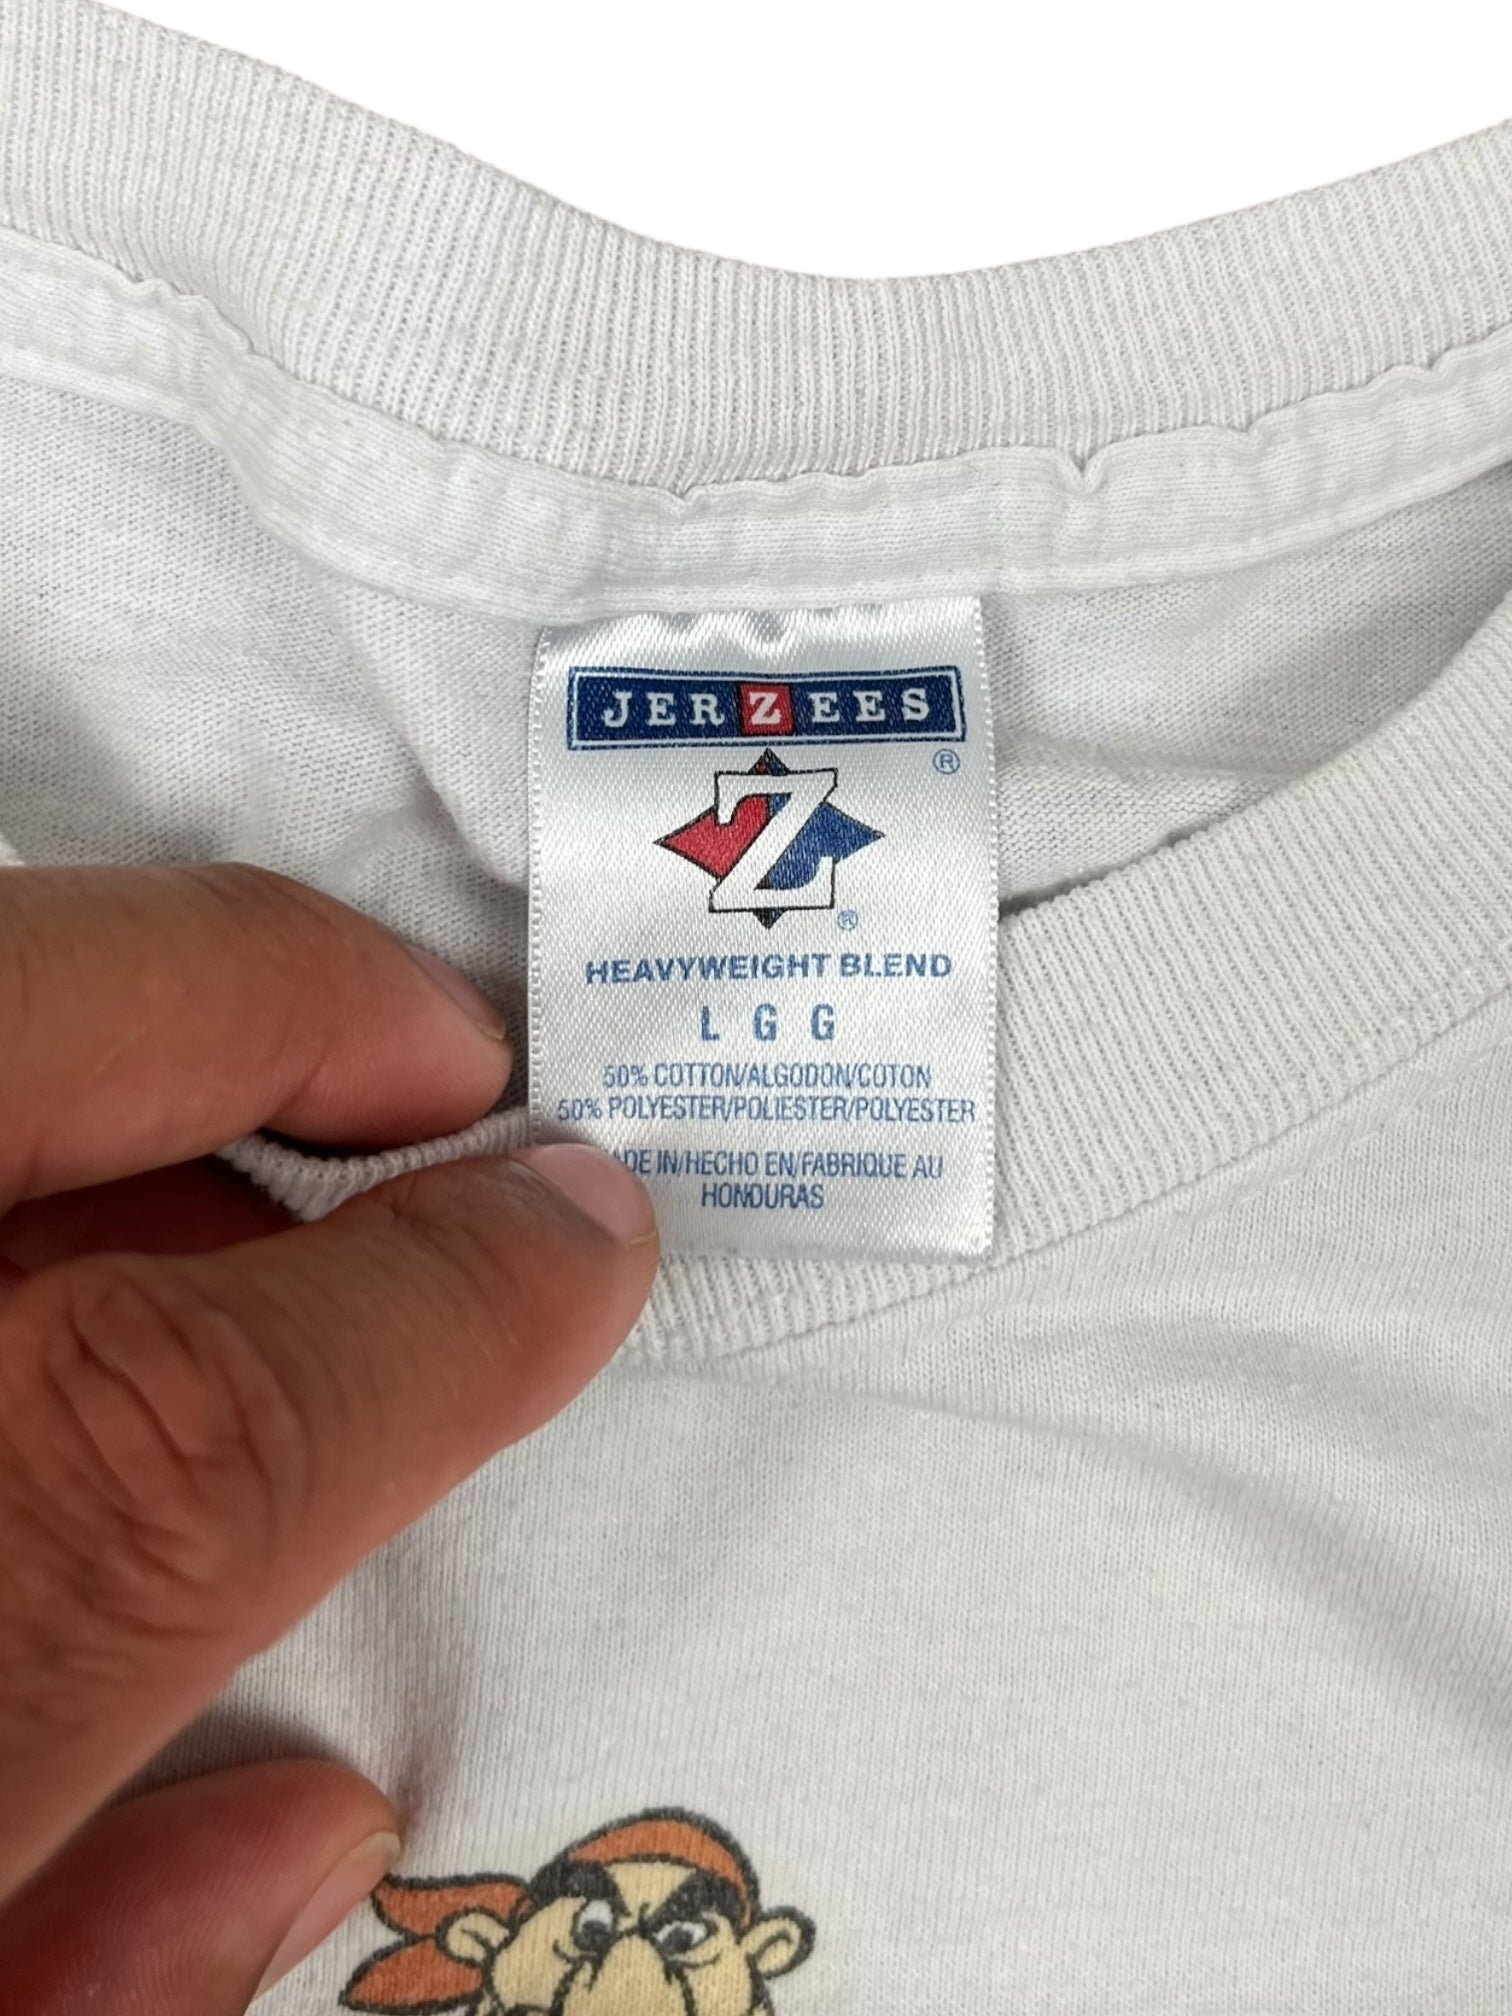 JERZEES
®
Z
®
HEAVYWEIGHT BLEND
L G G
50% COTTON/ALGODON/COTON
50% POLYESTER/POLIESTER/POLYESTER
ADE IN/HECHO EN/FABRIQUE AU
HONDURAS